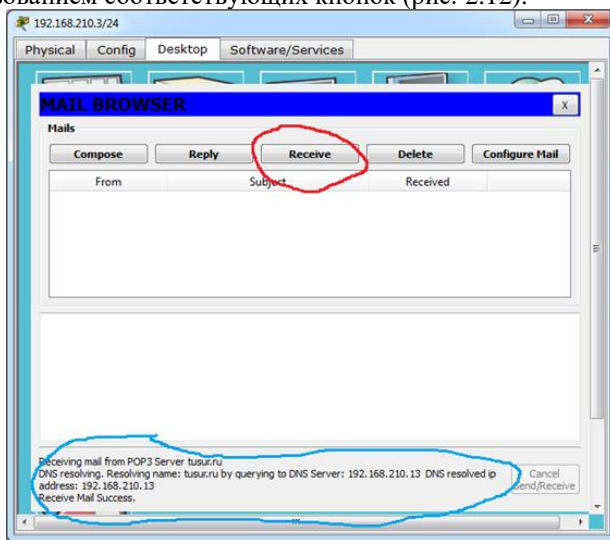 зованием соответствующих кнопок (рис. 2.12).
192.168.210.3/24
Physical Config Desktop Software/Services
MAIL BROWSER X
Mails
Compose Reply Receive Delete Configure Mail
From Subject Received
Receiving mail from POP3 Server tusur.ru
DNS resolving. Resolving name: tusur.ru by querying to DNS Server: 192.168.210.13 DNS resolved ip
address: 192.168.210.13
Receive Mail Success.
Cancel
Send/Receive